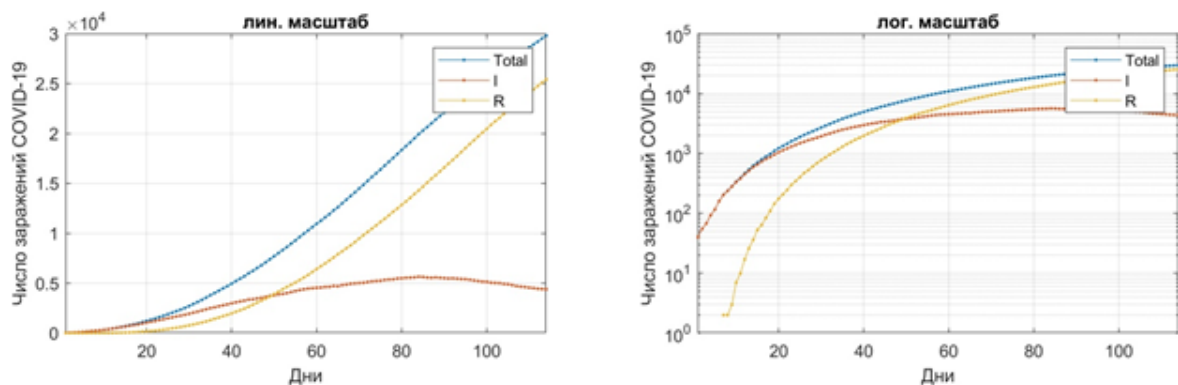 лин. масштаб
×10^4
3
2.5
2
1.5
1
0.5
0
Число заражений COVID-19
20
40
60
80
100
Дни
Total
I
R
лог. масштаб
10^5
10^4
10^3
10^2
10^1
10^0
Число заражений COVID-19
20
40
60
80
100
Дни
Total
I
R